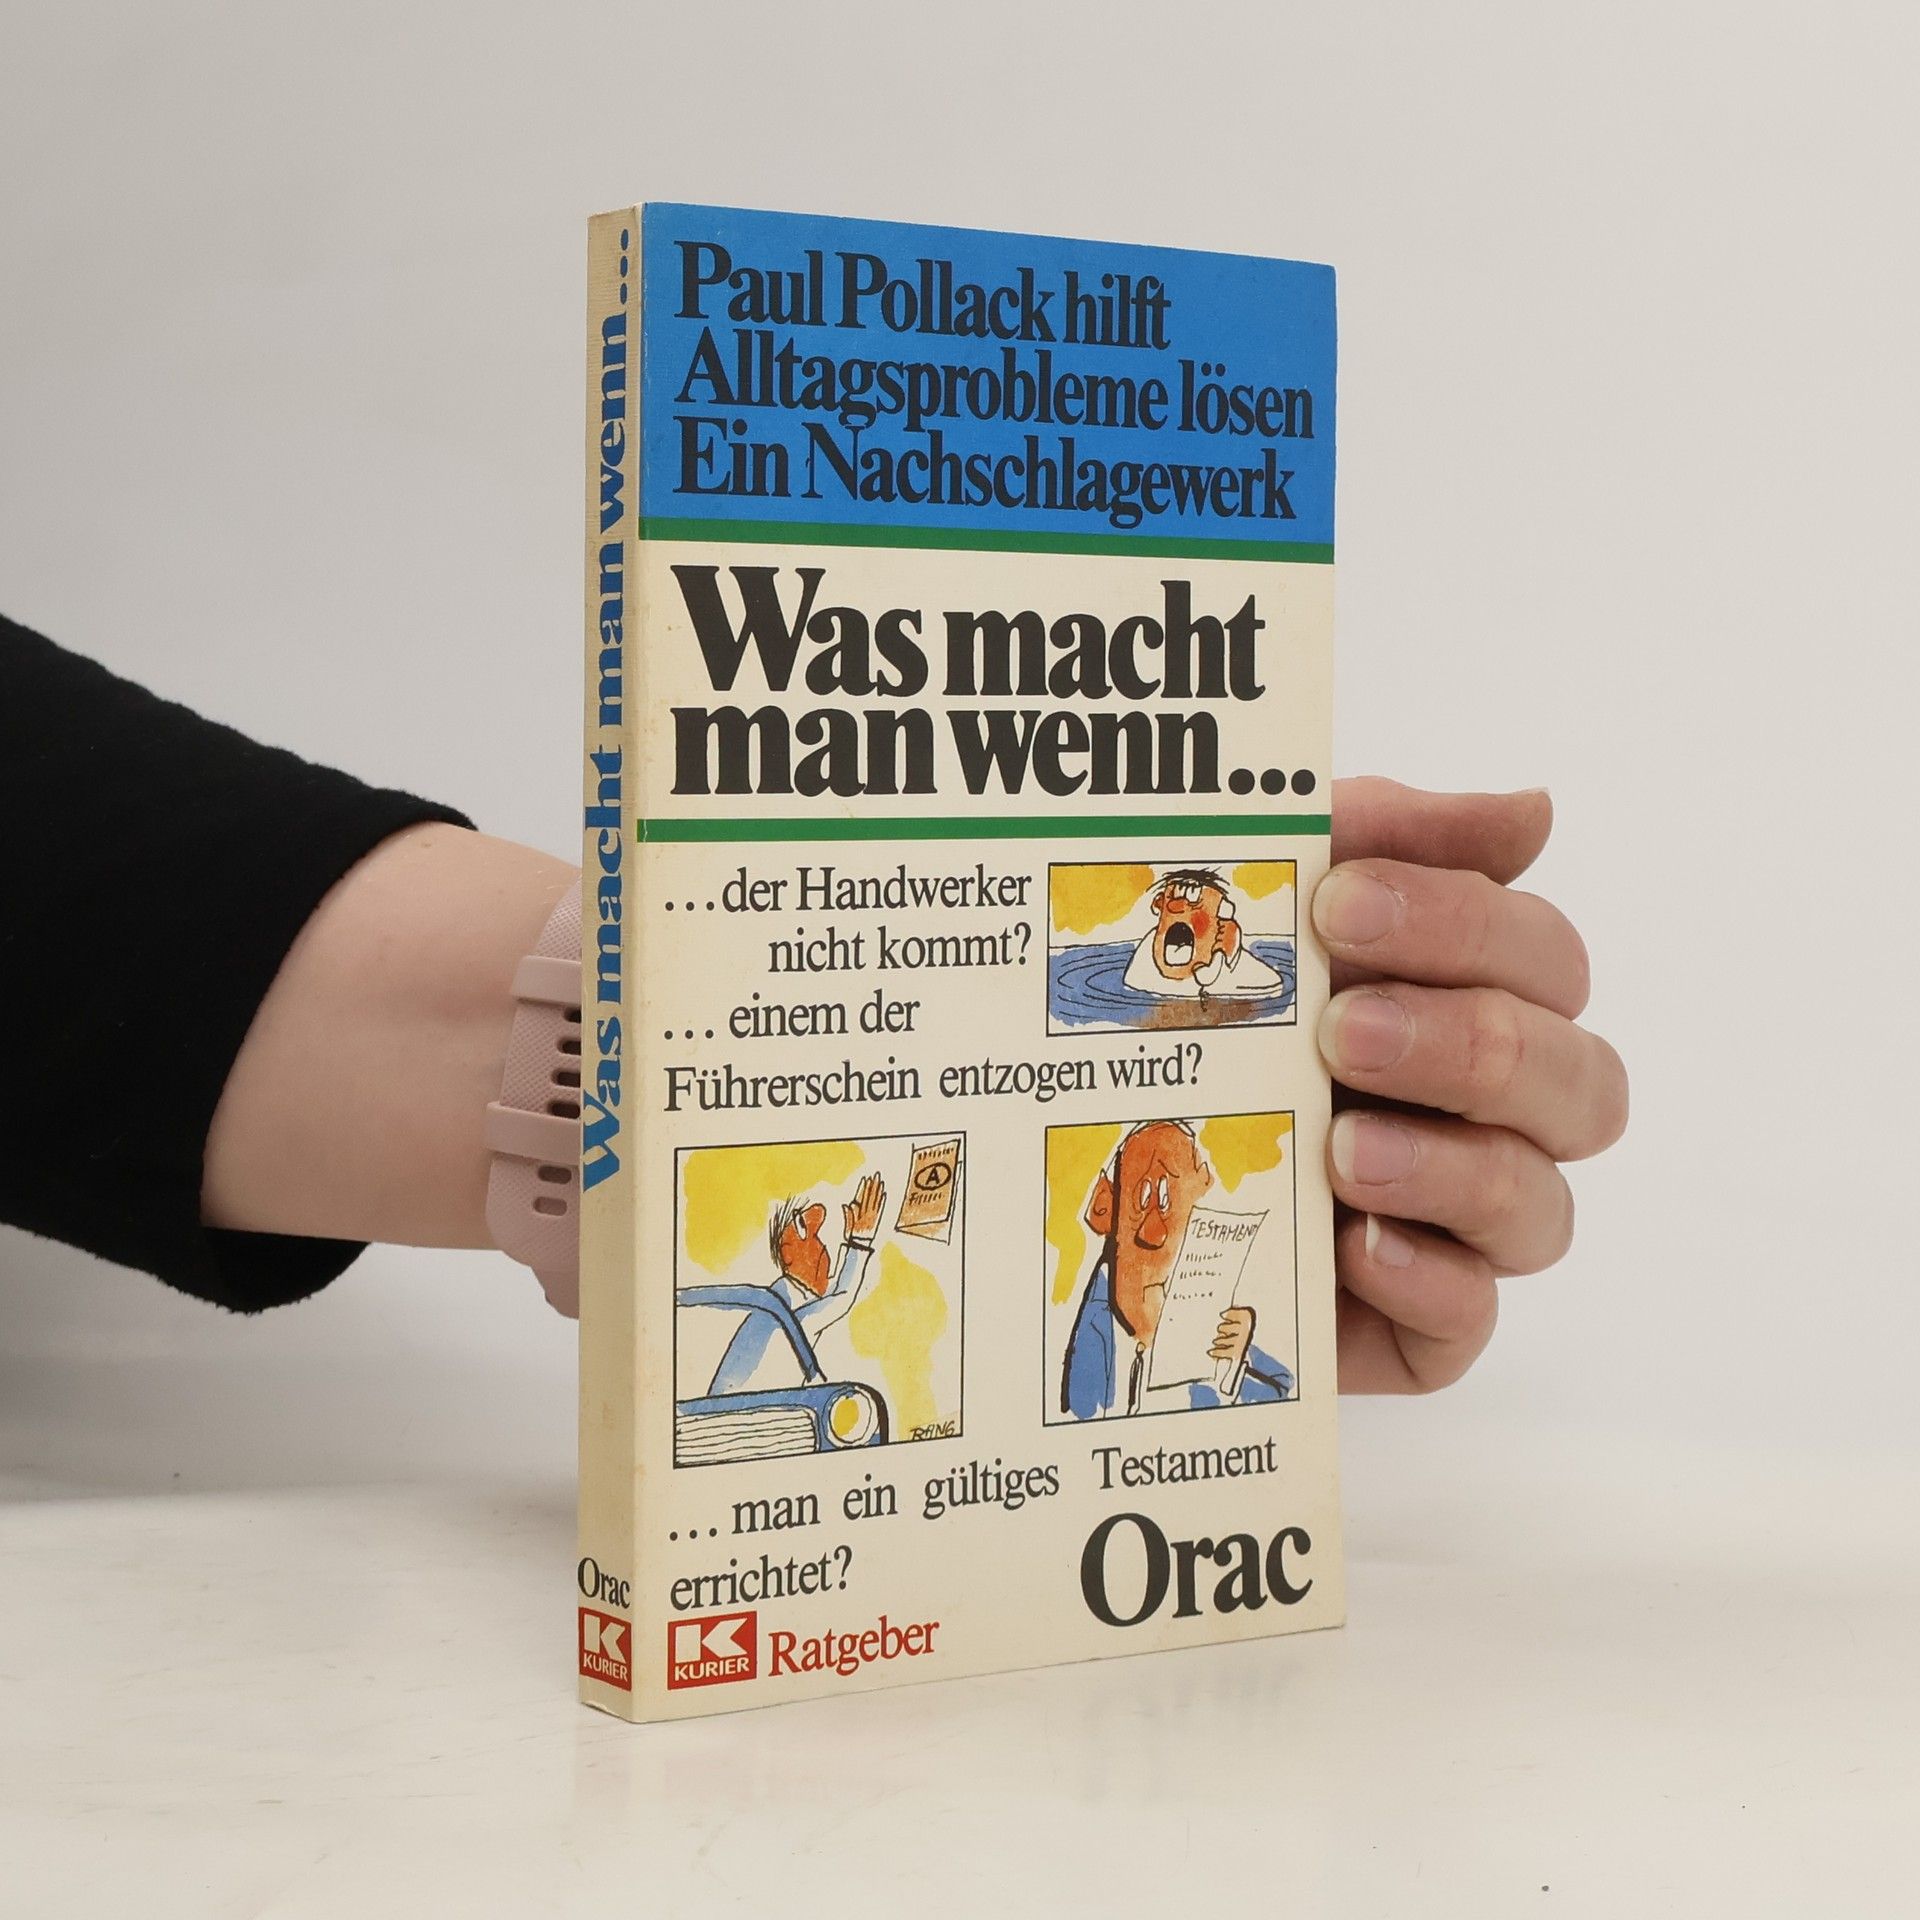 Paul Pollack hilft
Alltagsprobleme lösen
Ein Nachschlagewerk
Was macht
man wenn...
...der Handwerker
nicht kommt?
... einem der
Führerschein entzogen wird?
A
TESTAMENT
RANG
... man ein gültiges Testament
errichtet?
Orac
K
KURIER
Ratgeber
Was macht man wenn...
Orac
K
KURIER